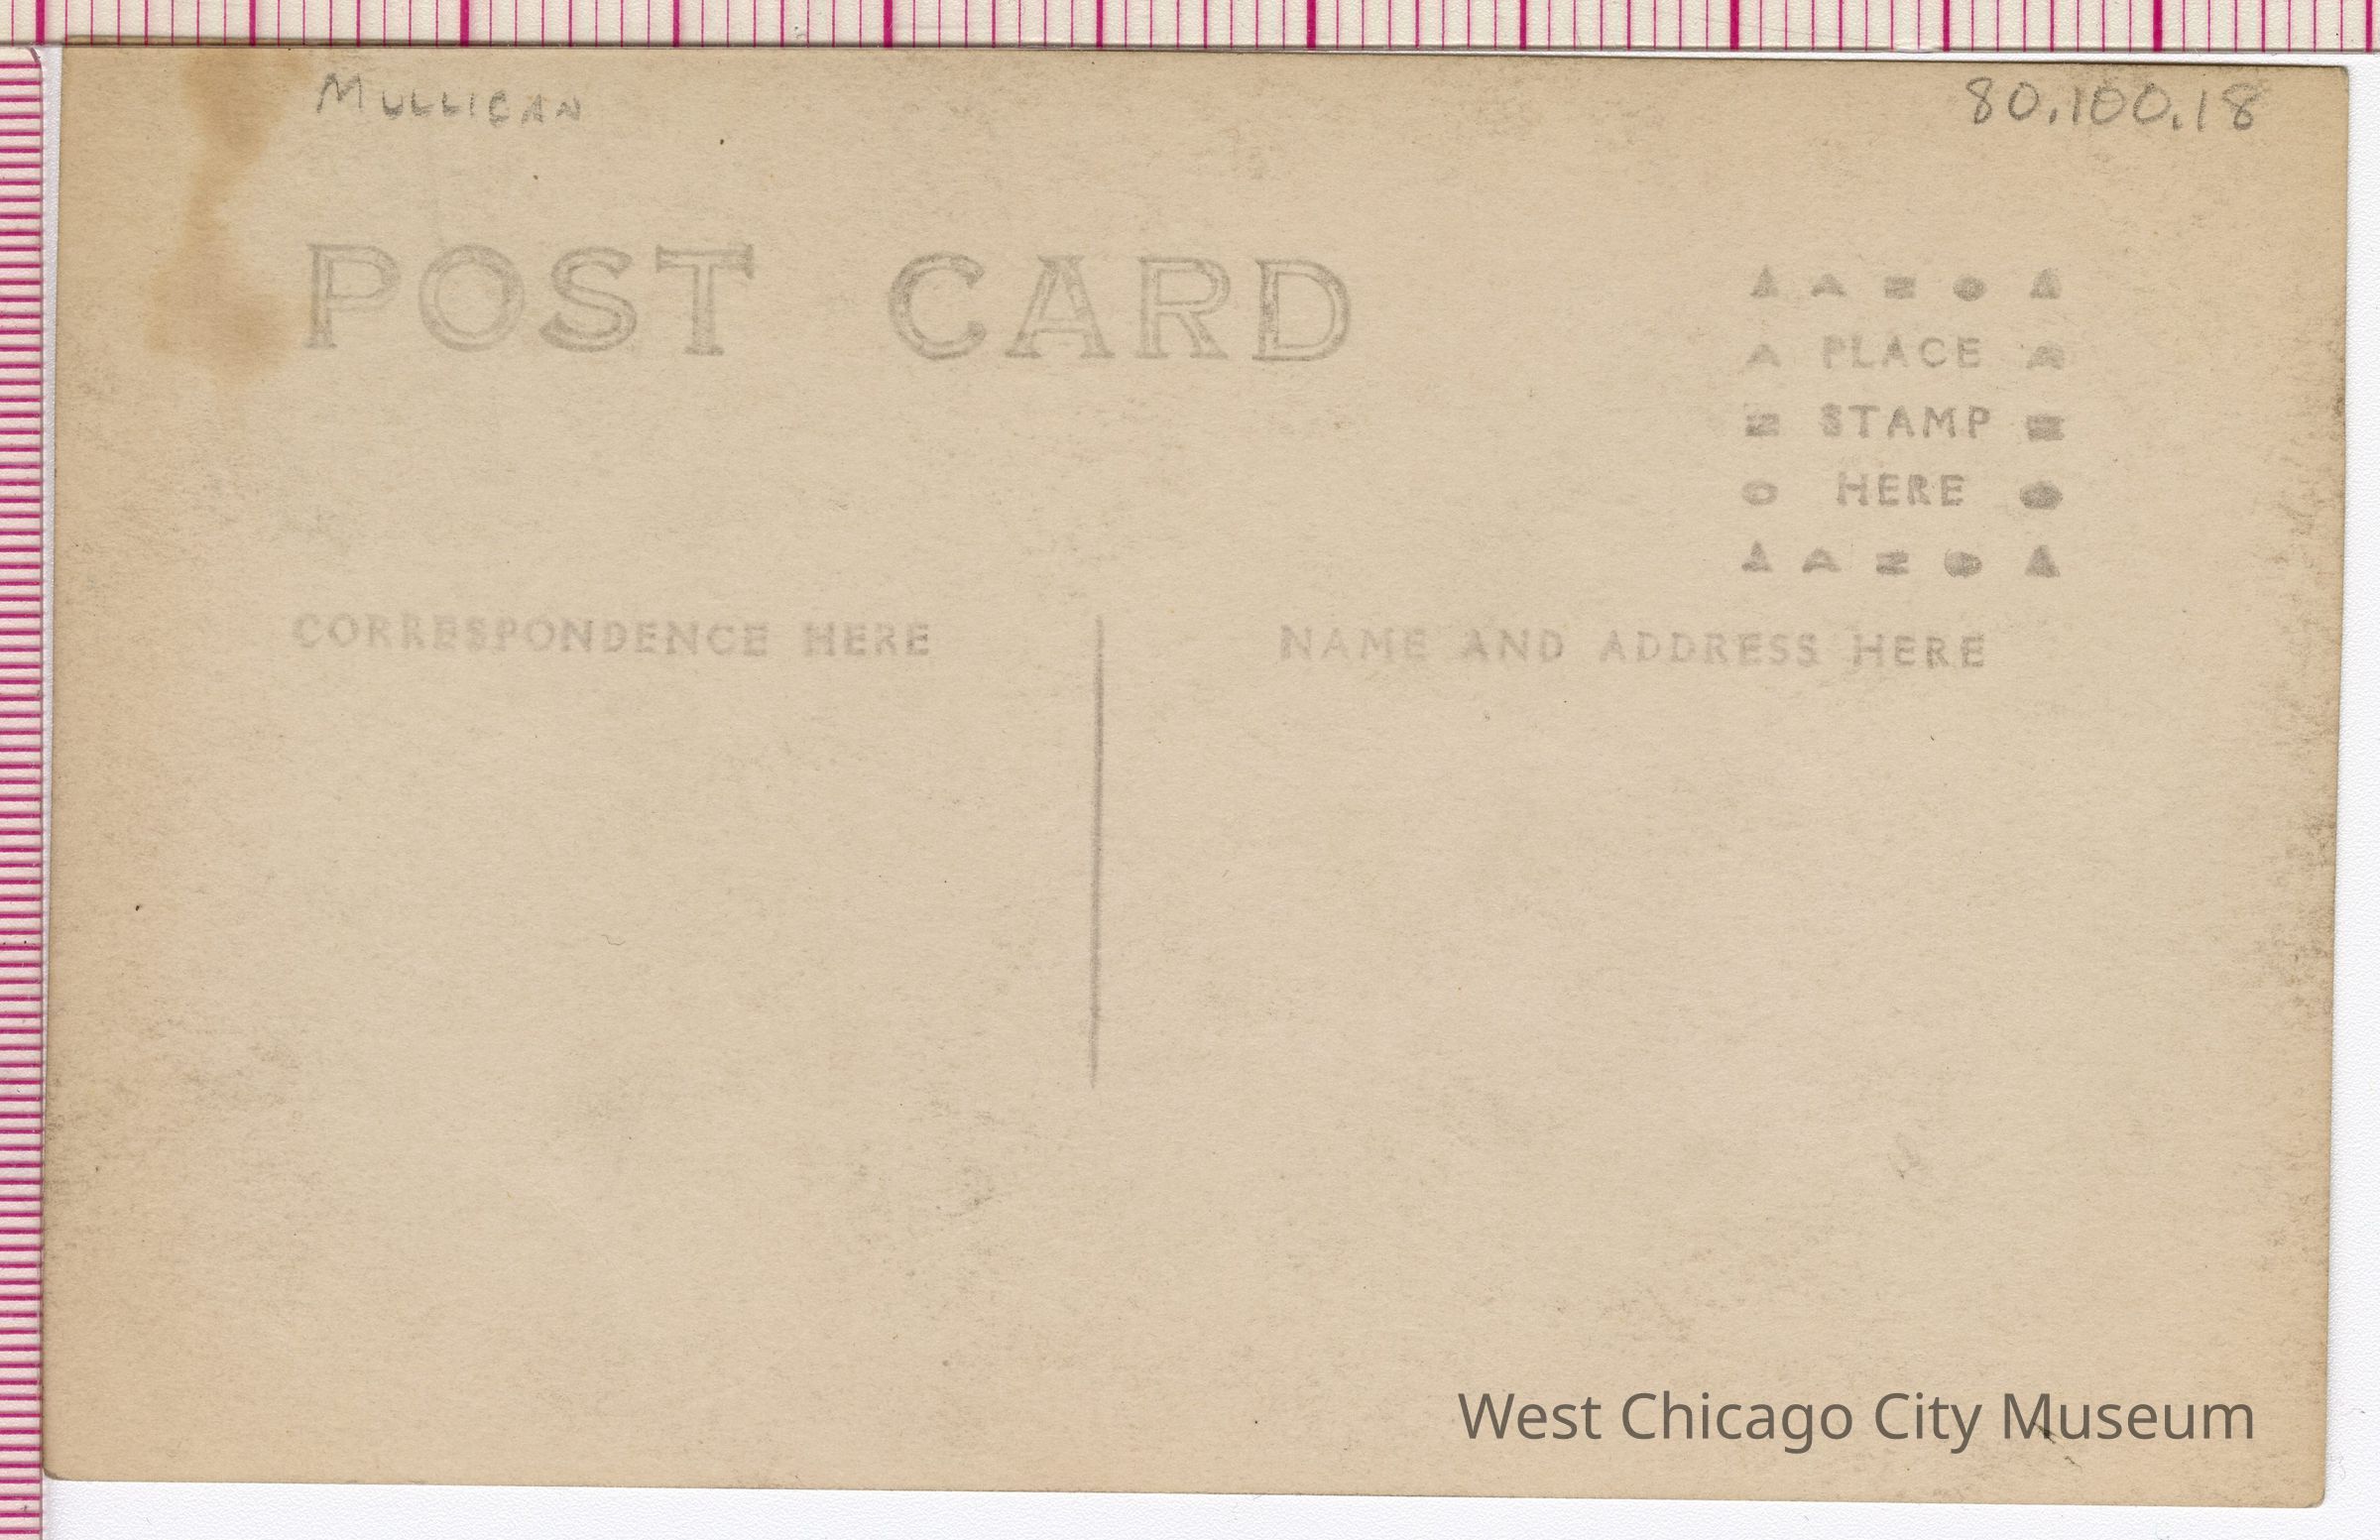 MULLIGAN
80.100.18
POST CARD
PLACE
STAMP
HERE
CORRESPONDENCE HERE
NAME AND ADDRESS HERE
West Chicago City Museum